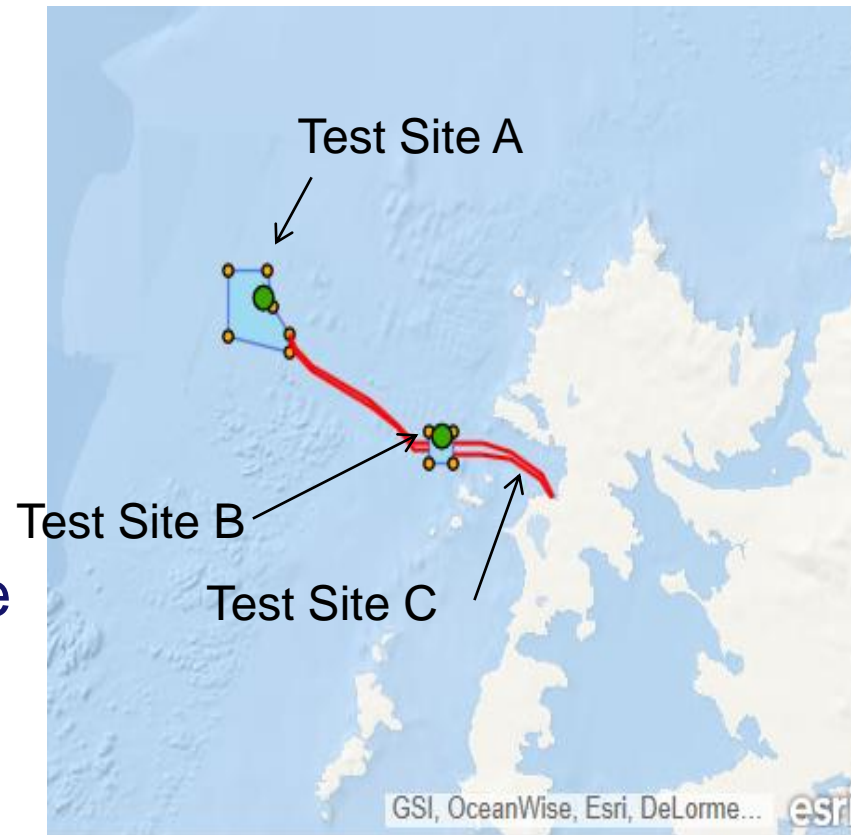 Test Site A
Test Site B
e
Test Site C
GSI, OceanWise, Esri, DeLorme... esri